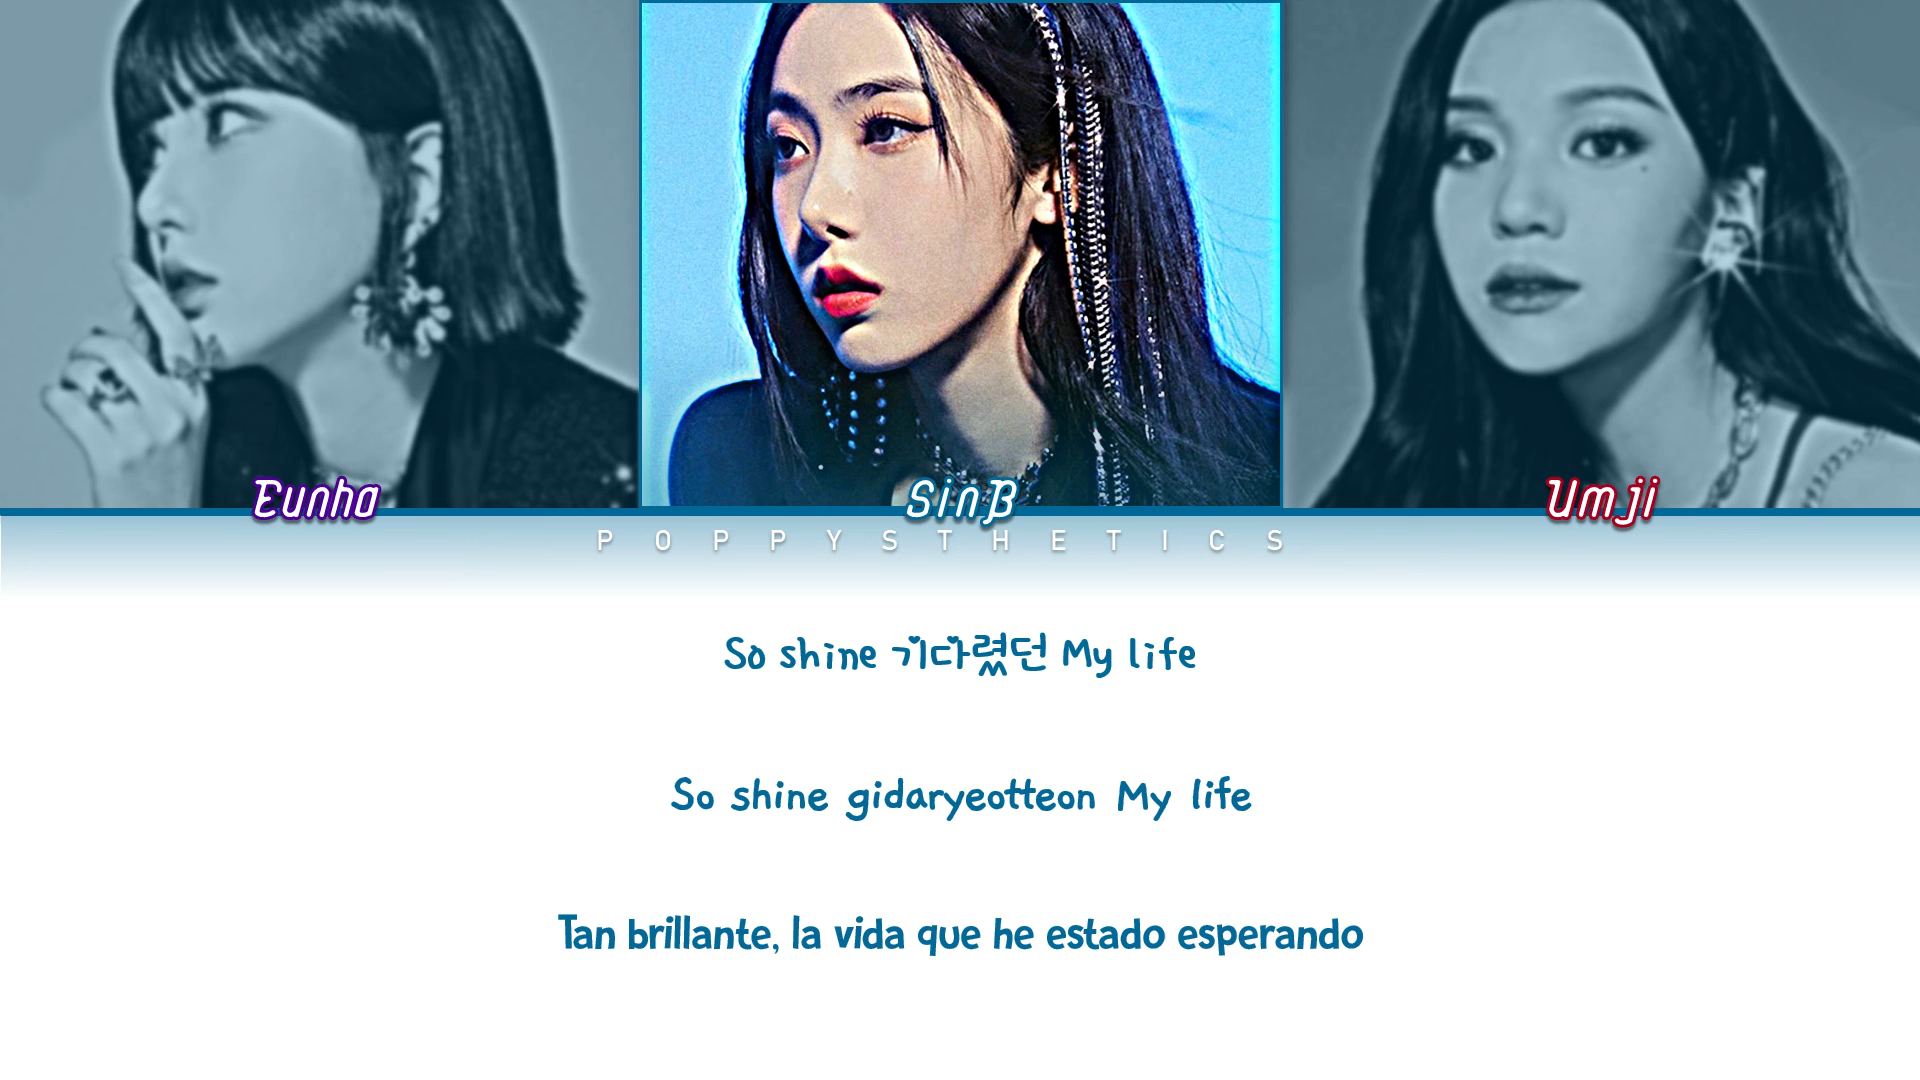 Eunha
SinB
Umji
POPPYSTHETICS
So shine 기다렸던 My life
So shine gidaryeotteon My life
Tan brillante, la vida que he estado esperando